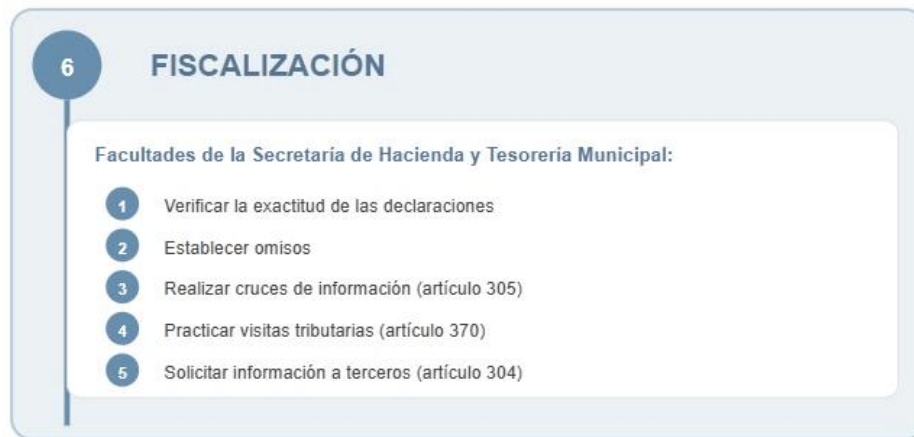 6
FISCALIZACIÓN
Facultades de la Secretaría de Hacienda y Tesorería Municipal:
1 Verificar la exactitud de las declaraciones
2 Establecer omisos
3 Realizar cruces de información (artículo 305)
4 Practicar visitas tributarias (artículo 370)
5 Solicitar información a terceros (artículo 304)